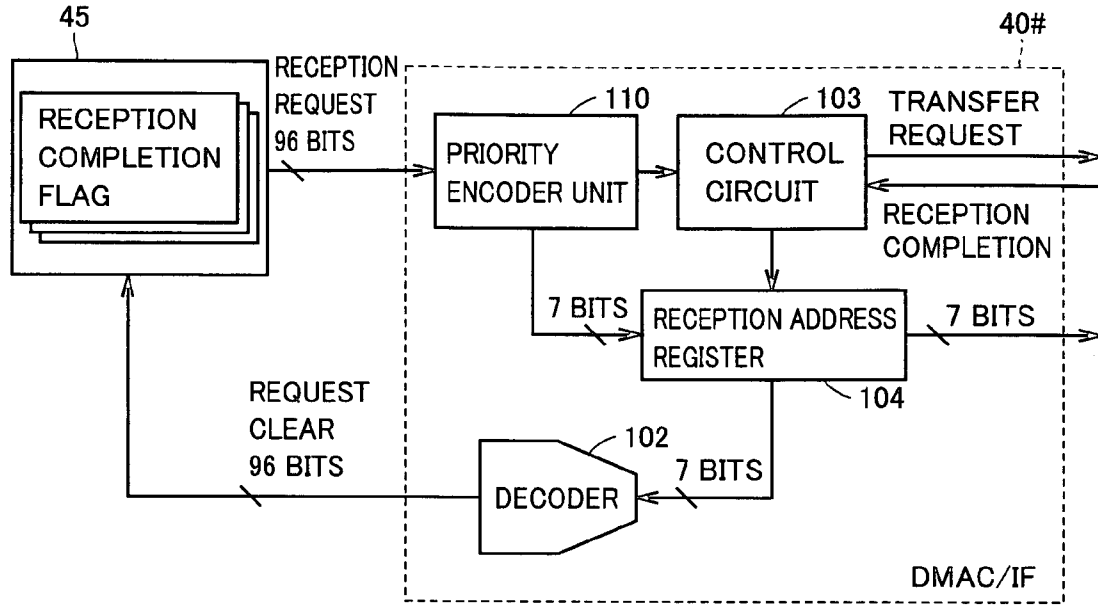 45
40#
RECEPTION
REQUEST
96 BITS
RECEPTION
COMPLETION
FLAG
110
PRIORITY
ENCODER UNIT
103
CONTROL
CIRCUIT
TRANSFER
REQUEST
RECEPTION
COMPLETION
7 BITS
RECEPTION ADDRESS
REGISTER
7 BITS
104
REQUEST
CLEAR
96 BITS
102
DECODER
7 BITS
DMAC/IF